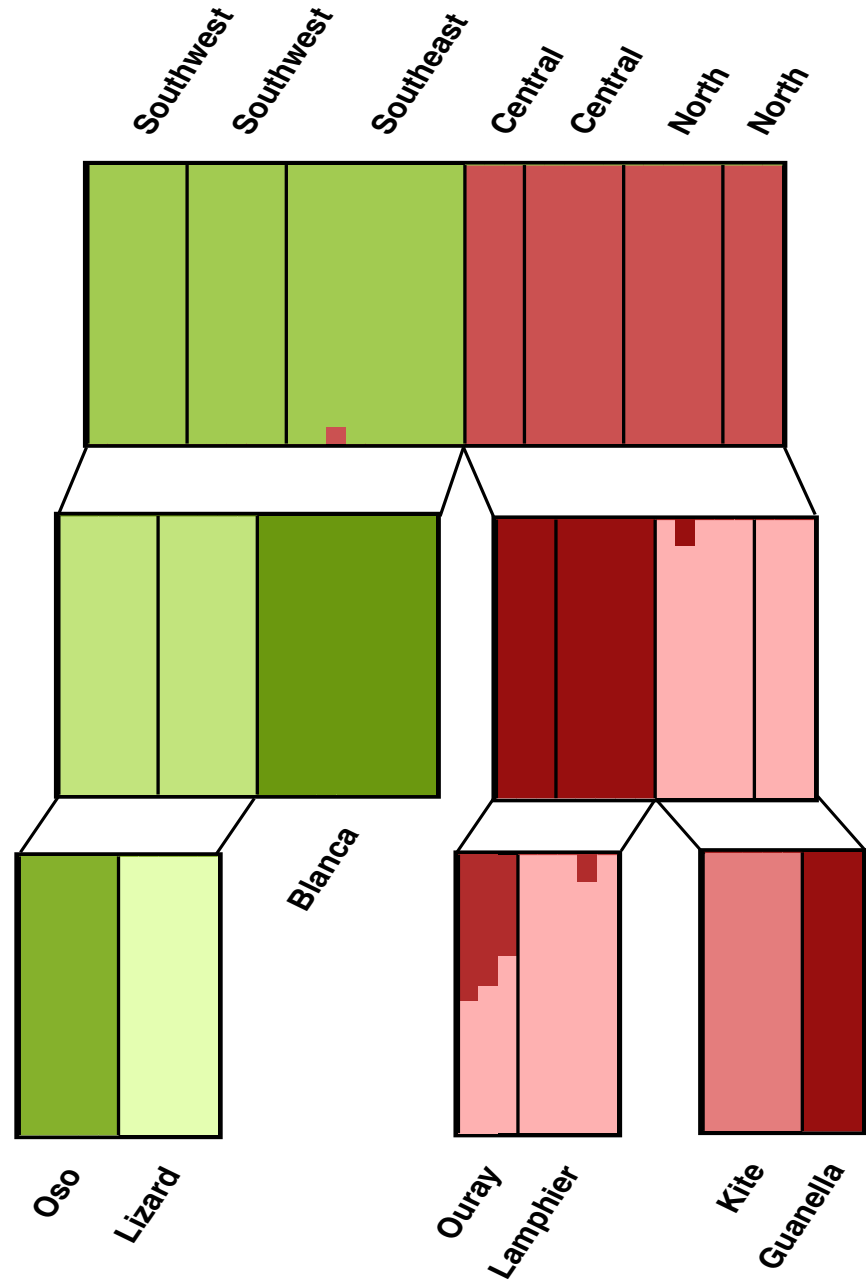 Southwest
Southwest
Southeast
Central
Central
North
North
Blanca
Oso
Lizard
Ouray
Lamphier
Kite
Guanella